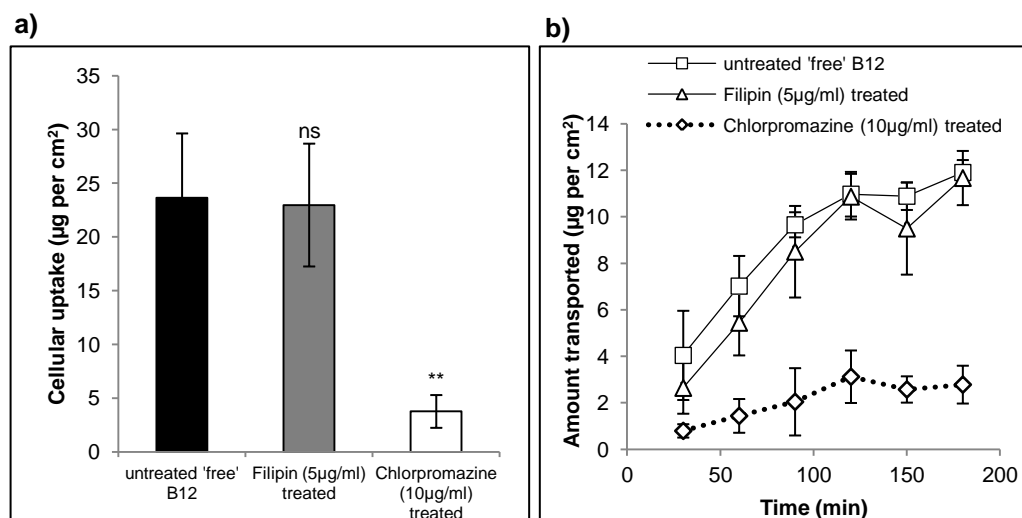 a)
Cellular uptake (µg per cm²)
35
30
25
20
15
10
5
0
ns
**
untreated 'free'
B12
Filipin (5µg/ml)
treated
Chlorpromazine
(10µg/ml)
treated
b)
untreated 'free' B12
Filipin (5µg/ml) treated
Chlorpromazine (10µg/ml) treated
Amount transported (µg per cm²)
14
12
10
8
6
4
2
0
0 50 100 150 200
Time (min)